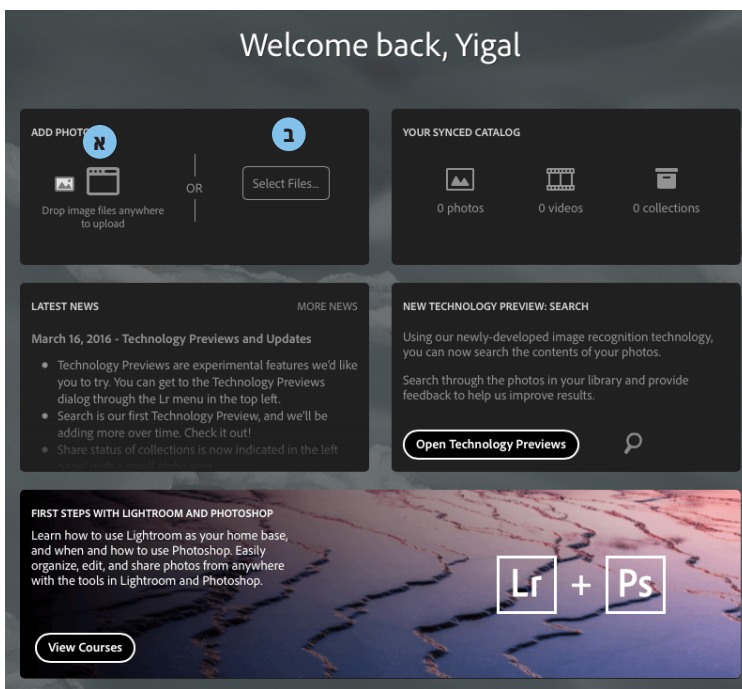 Welcome back, Yigal
ADD PHOTO
א
ב
OR
Select Files...
Drop image files anywhere
to upload
YOUR SYNCED CATALOG
0 photos
0 videos
0 collections
LATEST NEWS
MORE NEWS
March 16, 2016 - Technology Previews and Updates
• Technology Previews are experimental features we'd like
you to try. You can get to the Technology Previews
dialog through the Lr menu in the top left.
• Search is our first Technology Preview, and we'll be
adding more over time. Check it out!
• Share status of collections is now indicated in the left
panel with a small globe icon
NEW TECHNOLOGY PREVIEW: SEARCH
Using our newly-developed image recognition technology,
you can now search the contents of your photos.
Search through the photos in your library and provide
feedback to help us improve results.
Open Technology Previews
FIRST STEPS WITH LIGHTROOM AND PHOTOSHOP
Learn how to use Lightroom as your home base,
and when and how to use Photoshop. Easily
organize, edit, and share photos from anywhere
with the tools in Lightroom and Photoshop.
Lr + Ps
View Courses